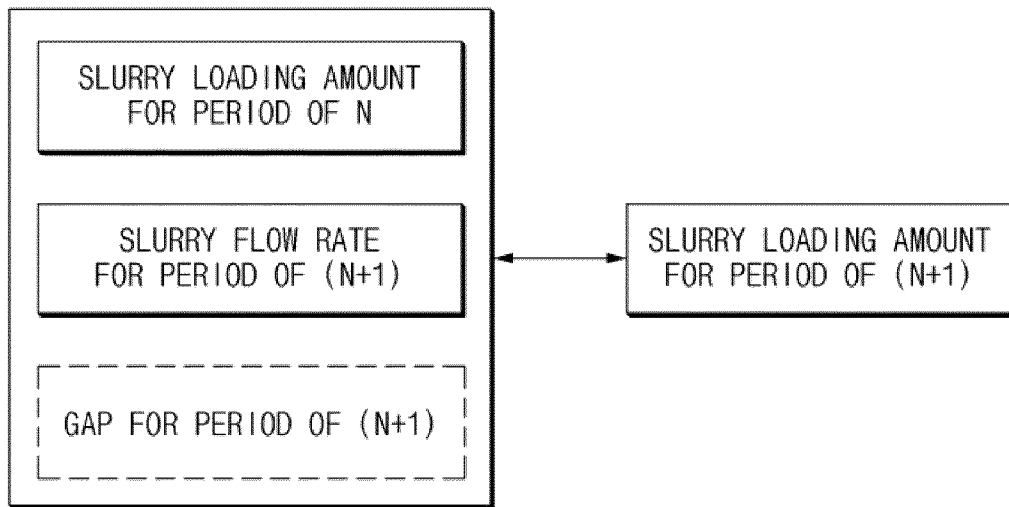 SLURRY LOADING AMOUNT
FOR PERIOD OF N
SLURRY FLOW RATE
FOR PERIOD OF (N+1)
GAP FOR PERIOD OF (N+1)
SLURRY LOADING AMOUNT
FOR PERIOD OF (N+1)